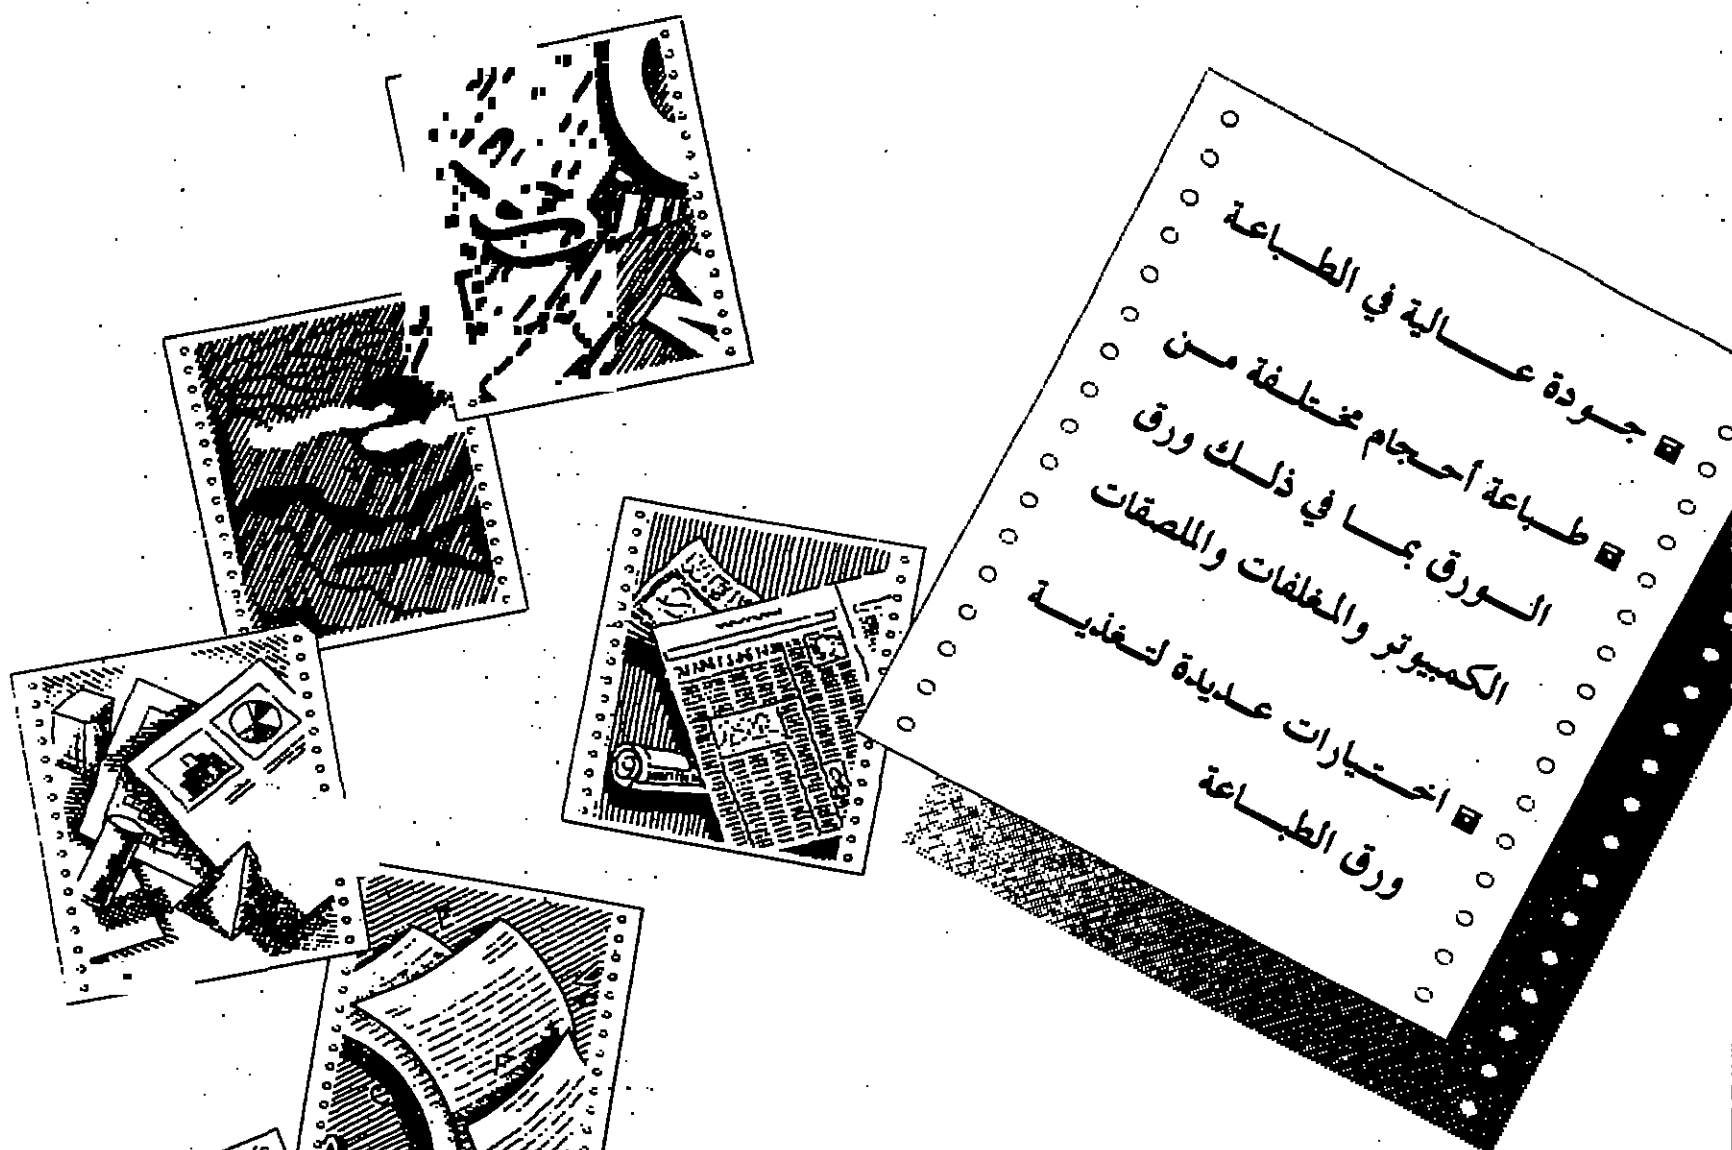 جودة عالية في الطباعة
طباعة أحجام مختلفة من
الورق بما في ذلك ورق
الكمبيوتر والمغلفات والملصقات
اختيارات عديدة لتغذية
ورق الطباعة